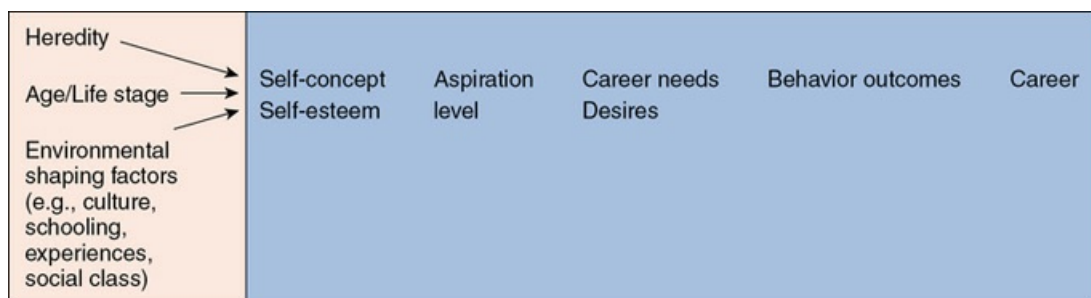 Heredity
Age/Life stage
Environmental
shaping factors
(e.g., culture,
schooling,
experiences,
social class)
Self-concept Aspiration Career needs Behavior outcomes Career
Self-esteem level Desires